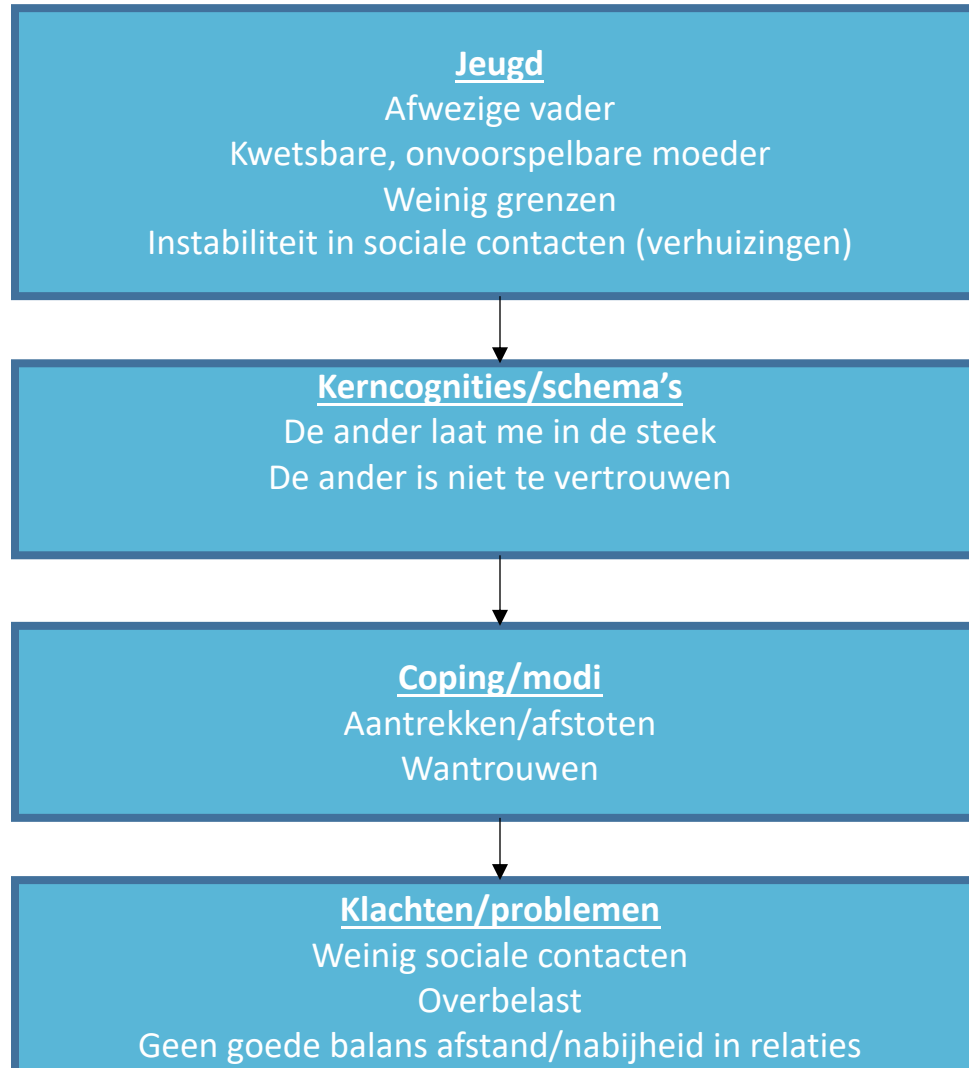 Jeugd
Afwezige vader
Kwetsbare, onvoorspelbare moeder
Weinig grenzen
Instabiliteit in sociale contacten (verhuizingen)
Kerncognities/schema's
De ander laat me in de steek
De ander is niet te vertrouwen
Coping/modi
Aantrekken/afstoten
Wantrouwen
Klachten/problemen
Weinig sociale contacten
Overbelast
Geen goede balans afstand/nabijheid in relaties